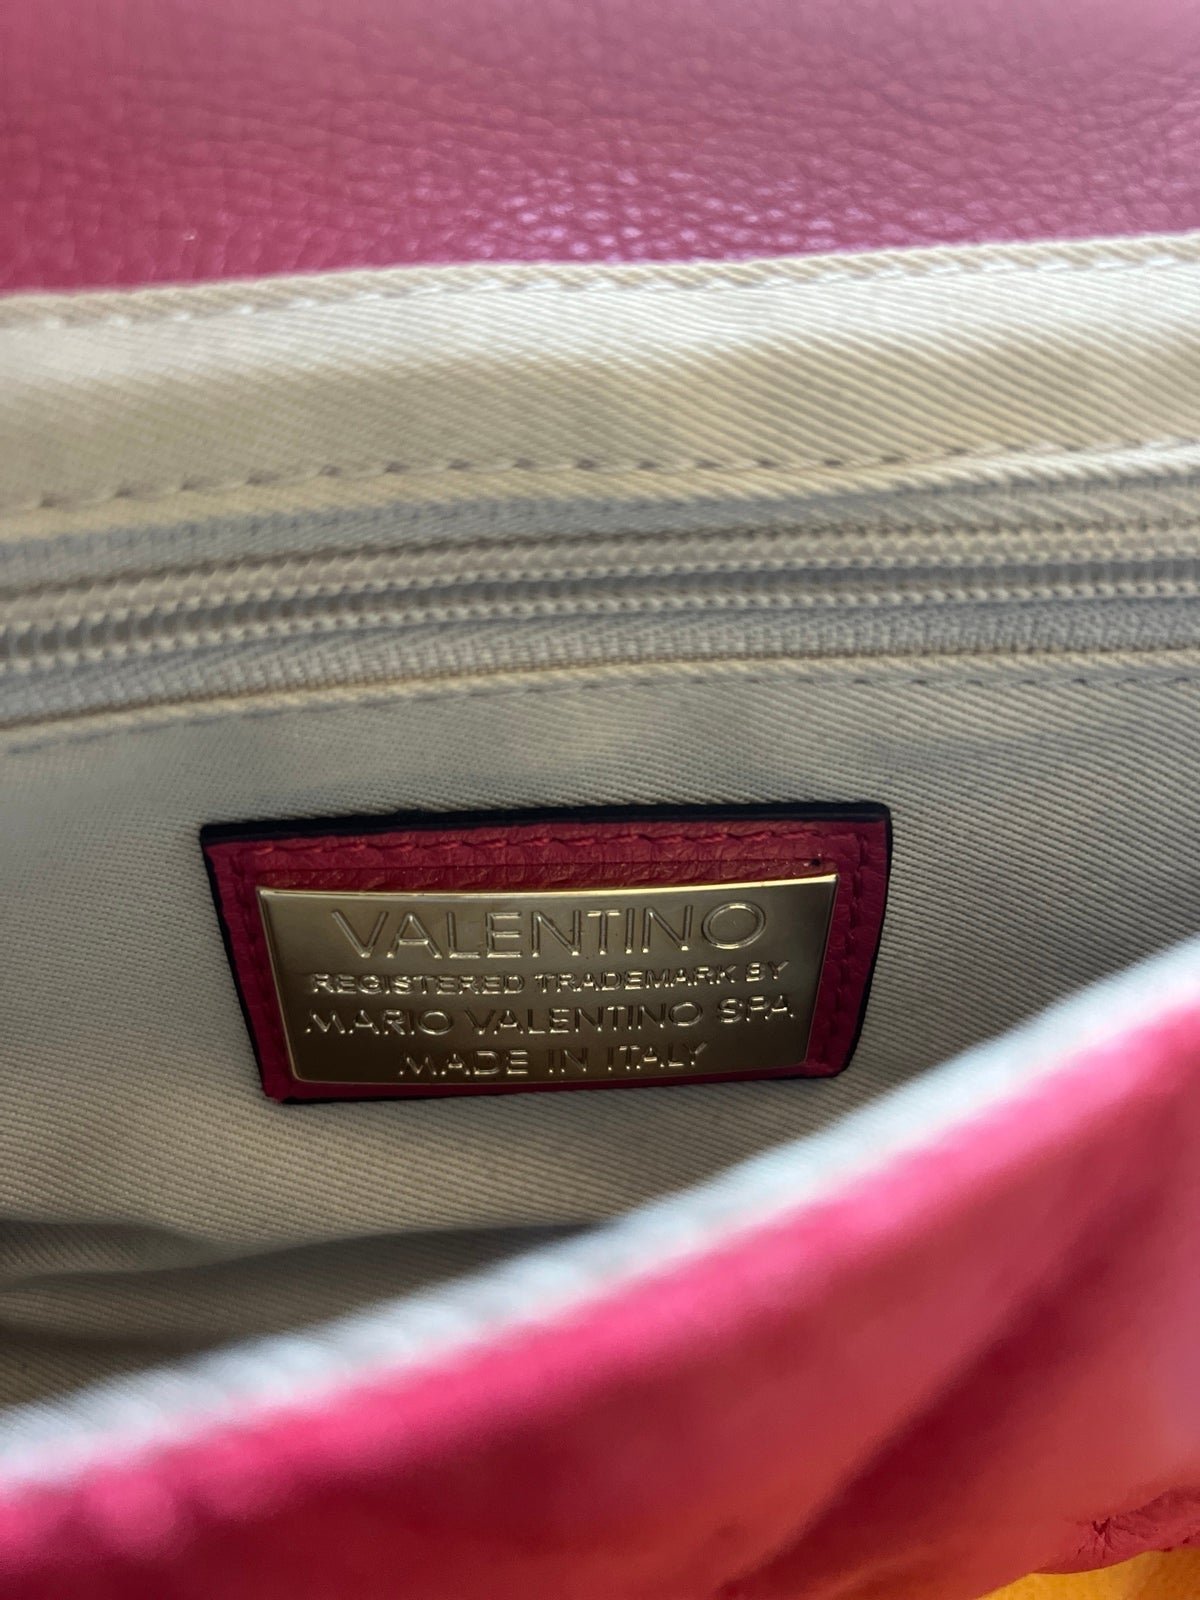 VALENTINO
REGISTERED TRADEMARK BY
MARIO VALENTINO SPA
MADE IN ITALY